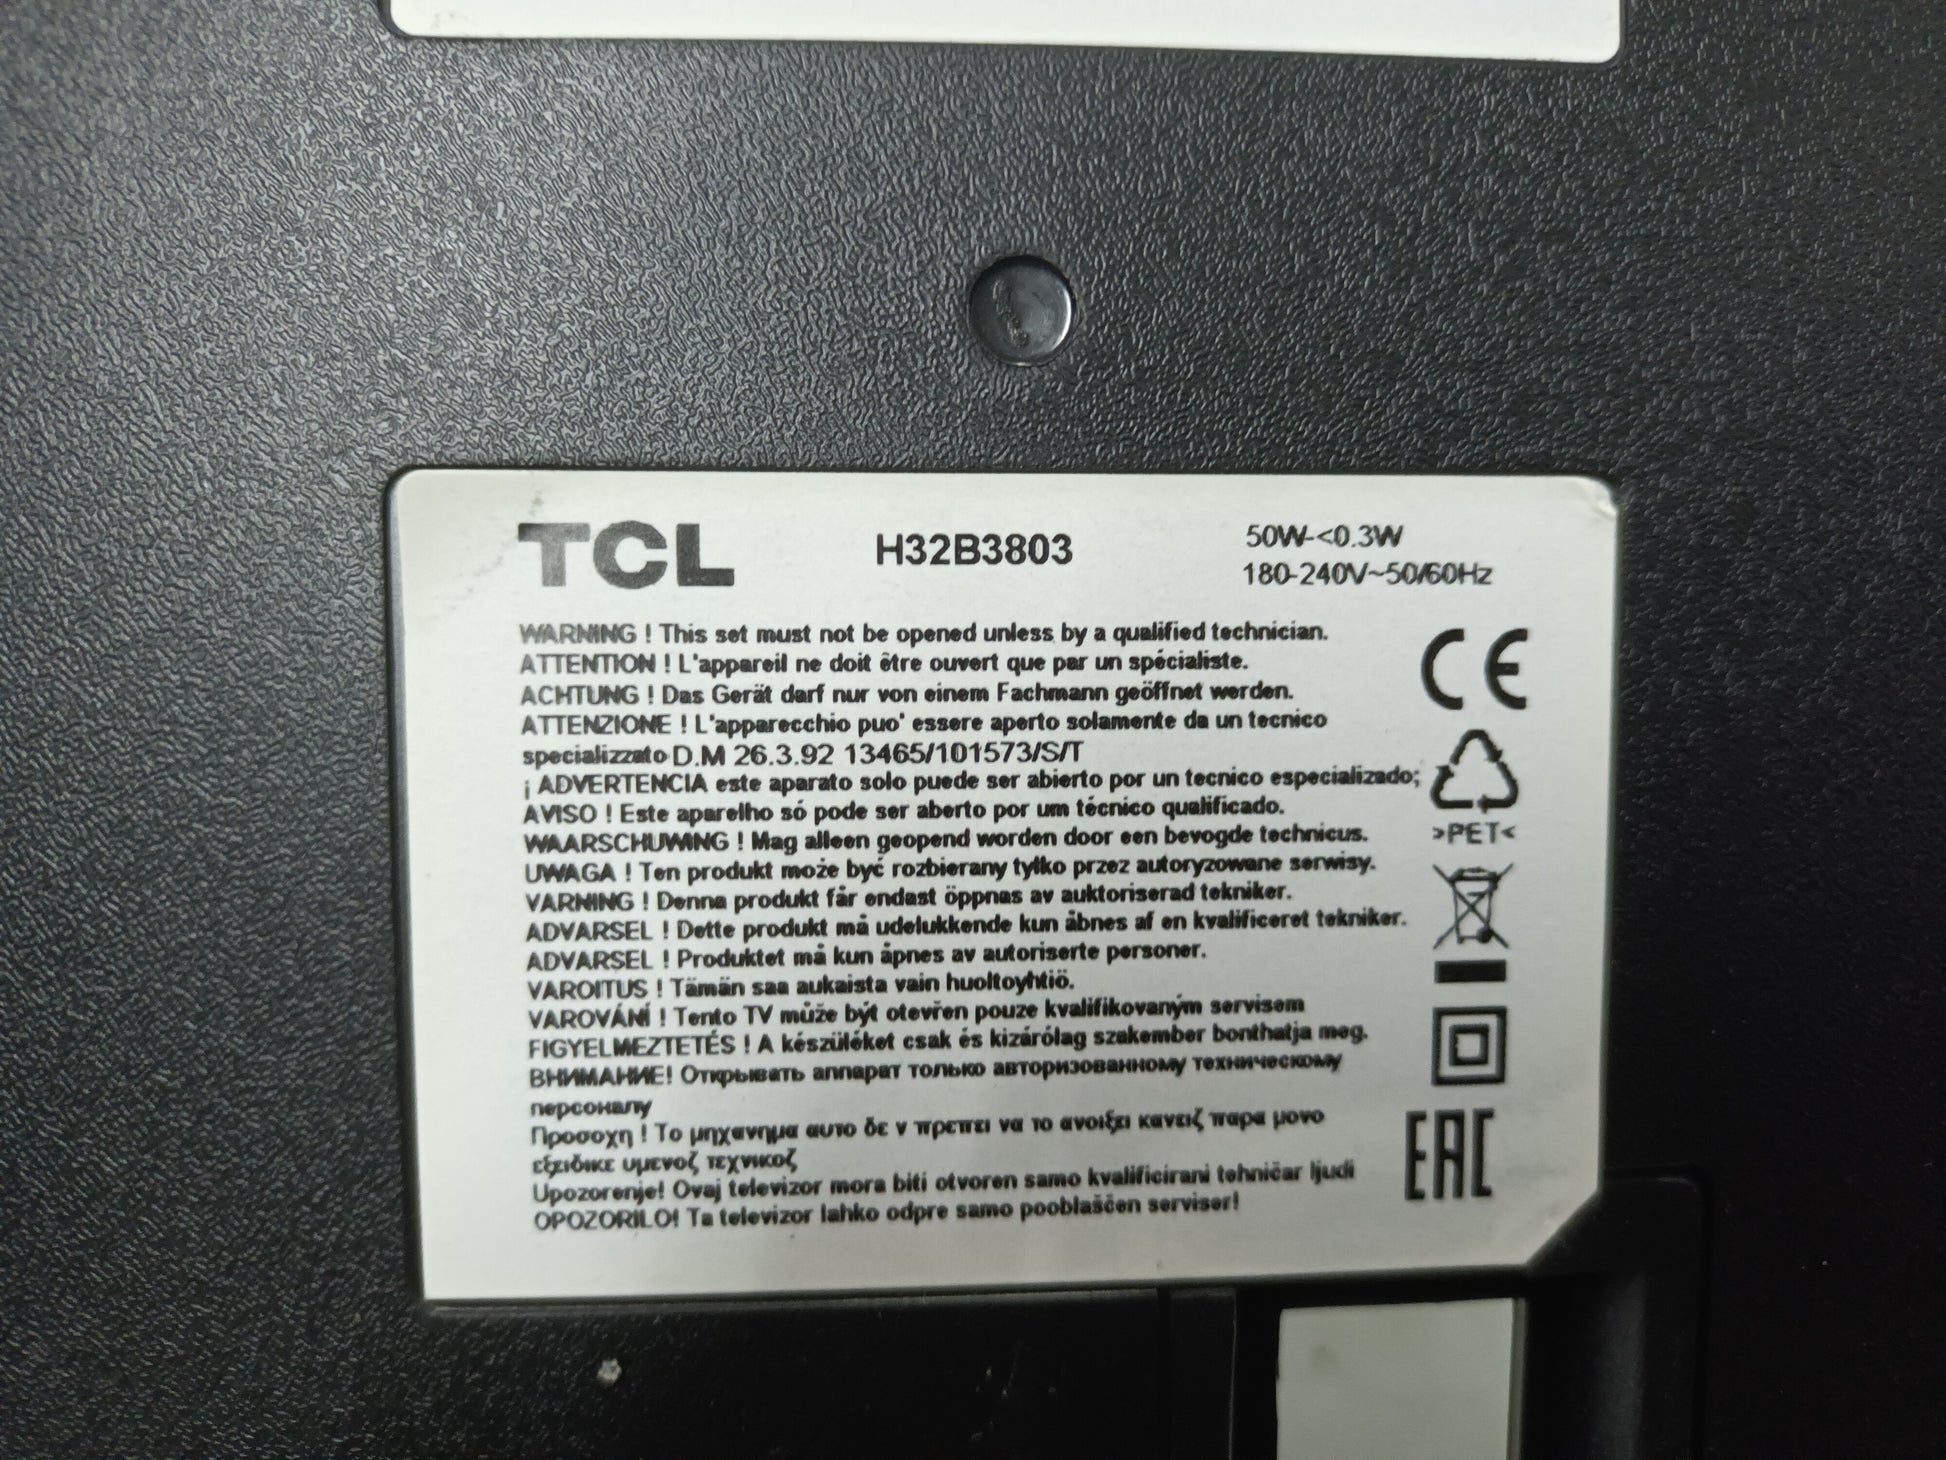 TCL
H32B3803
50W-<0.3W
180-240V~50/60Hz
WARNING ! This set must not be opened unless by a qualified technician.
ATTENTION ! L'appareil ne doit être ouvert que par un spécialiste.
ACHTUNG ! Das Gerät darf nur von einem Fachmann geöffnet werden.
ATTENZIONE ! L'apparecchio puo' essere aperto solamente da un tecnico
specializzato D.M 26.3.92 13465/101573/S/T
¡ ADVERTENCIA este aparato solo puede ser abierto por un tecnico especializado;
AVISO ! Este aparelho só pode ser aberto por um técnico qualificado.
WAARSCHUWING ! Mag alleen geopend worden door een bevogde technicus.
UWAGA ! Ten produkt może być rozbierany tylko przez autoryzowane serwisy.
VARNING ! Denna produkt får endast öppnas av auktoriserad tekniker.
ADVARSEL ! Dette produkt må udelukkende kun åbnes af en kvalificeret tekniker.
ADVARSEL ! Produktet må kun åpnes av autoriserte personer.
VAROITUS ! Tämän saa aukaista vain huoltoyhtiö.
VAROVÁNÍ ! Tento TV může být otevřen pouze kvalifikovaným servisem
FIGYELMEZTETÉS ! A készüléket csak és kizárólag szakember bonthatja meg.
ВНИМАНИЕ! Открывать аппарат только авторизованному техническому
персоналу
Προσοχη ! Το μηχανημα αυτο δε ν πρεπει να το ανοιξει κανειζ παρα μονο
εξειδικε υμενοζ τεχνικοζ
Upozorenje! Ovaj televizor mora biti otvoren samo kvalificirani tehničar ljudi
OPOZORILO! Ta televizor lahko odpre samo pooblaščen serviser!
CE
>PET<
EAC